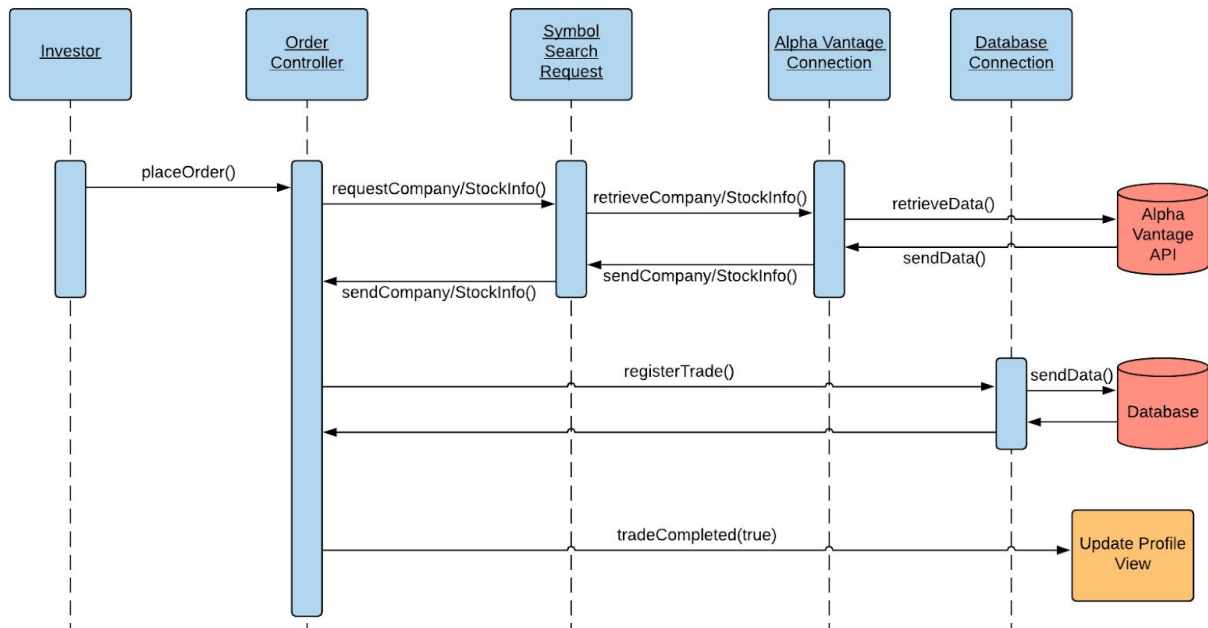 Investor
Order
Controller
Symbol
Search
Request
Alpha Vantage
Connection
Database
Connection
placeOrder()
requestCompany/StockInfo()
retrieveCompany/StockInfo()
retrieveData()
Alpha
Vantage
API
sendData()
sendCompany/StockInfo()
sendCompany/StockInfo()
registerTrade()
sendData()
Database
tradeCompleted(true)
Update Profile
View